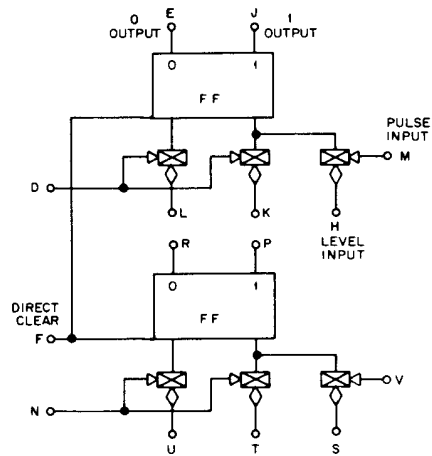 E J
0 OUTPUT
1 OUTPUT
0 1
FF
PULSE INPUT
M
D
L K
H
LEVEL INPUT
R P
0 1
FF
DIRECT CLEAR
F
N
V
U T S